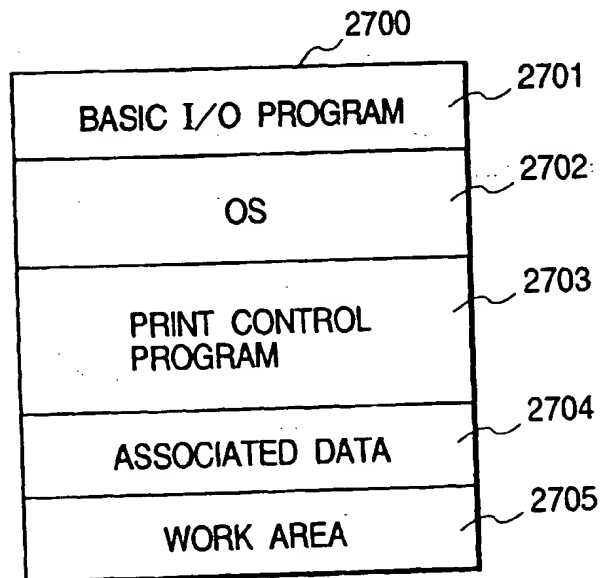 2700
BASIC I/O PROGRAM
2701
OS
2702
PRINT CONTROL
PROGRAM
2703
ASSOCIATED DATA
2704
WORK AREA
2705